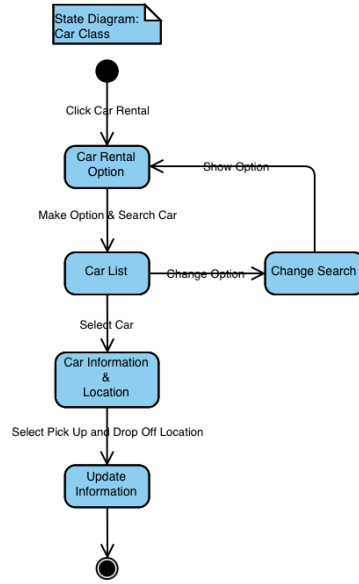 State Diagram:
Car Class
Click Car Rental
Car Rental
Option
Show Option
Make Option & Search Car
Car List
Change Option
Change Search
Select Car
Car Information
&
Location
Select Pick Up and Drop Off Location
Update
Information